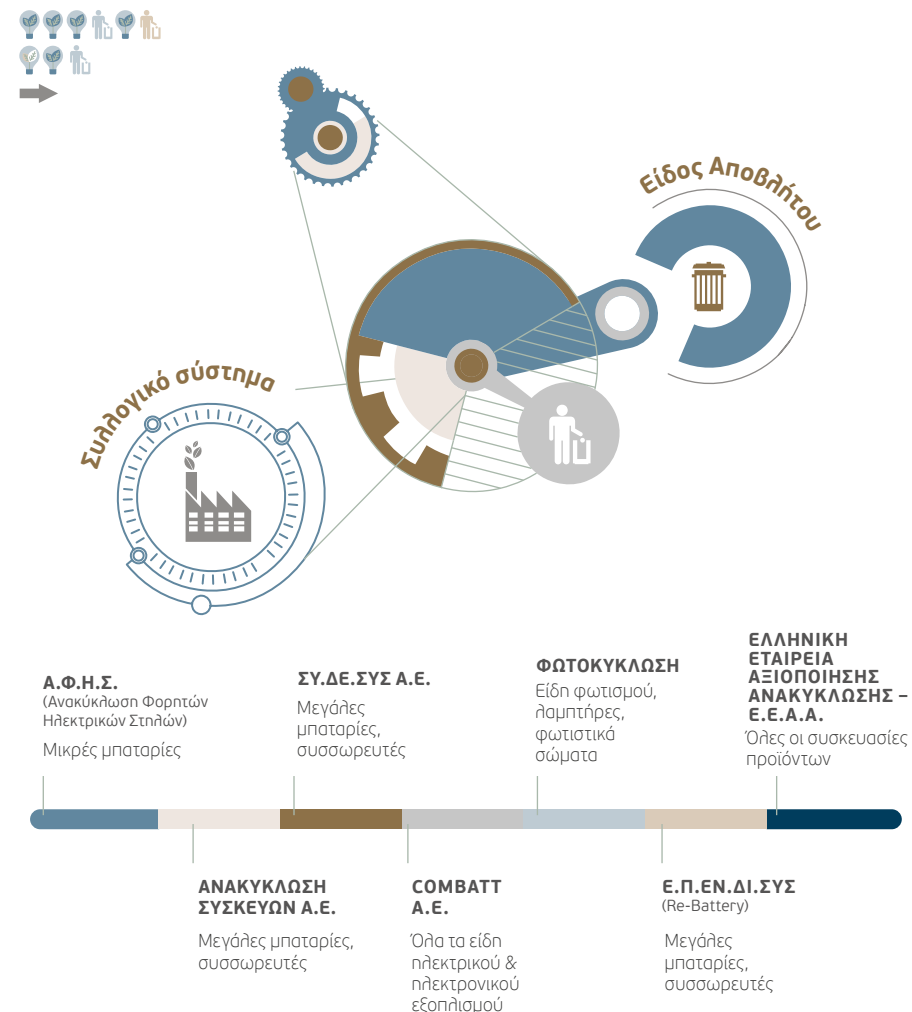 Είδος Αποβλήτου
Συλλογικό σύστημα
Α.Φ.Η.Σ.
(Ανακύκλωση Φορητών
Ηλεκτρικών Στηλών)
Μικρές μπαταρίες
ΣΥ.ΔΕ.ΣΥΣ Α.Ε.
Μεγάλες
μπαταρίες,
συσσωρευτές
ΦΩΤΟΚΥΚΛΩΣΗ
Είδη φωτισμού,
λαμπτήρες,
φωτιστικά
σώματα
ΕΛΛΗΝΙΚΗ
ΕΤΑΙΡΕΙΑ
ΑΞΙΟΠΟΙΗΣΗΣ
ΑΝΑΚΥΚΛΩΣΗΣ –
Ε.Ε.Α.Α.
Όλες οι συσκευασίες
προϊόντων
ΑΝΑΚΥΚΛΩΣΗ
ΣΥΣΚΕΥΩΝ Α.Ε.
Μεγάλες μπαταρίες,
συσσωρευτές
COMBATT
Α.Ε.
Όλα τα είδη
ηλεκτρικού &
ηλεκτρονικού
εξοπλισμού
Ε.Π.ΕΝ.ΔΙ.ΣΥΣ
(Re-Battery)
Μεγάλες
μπαταρίες,
συσσωρευτές